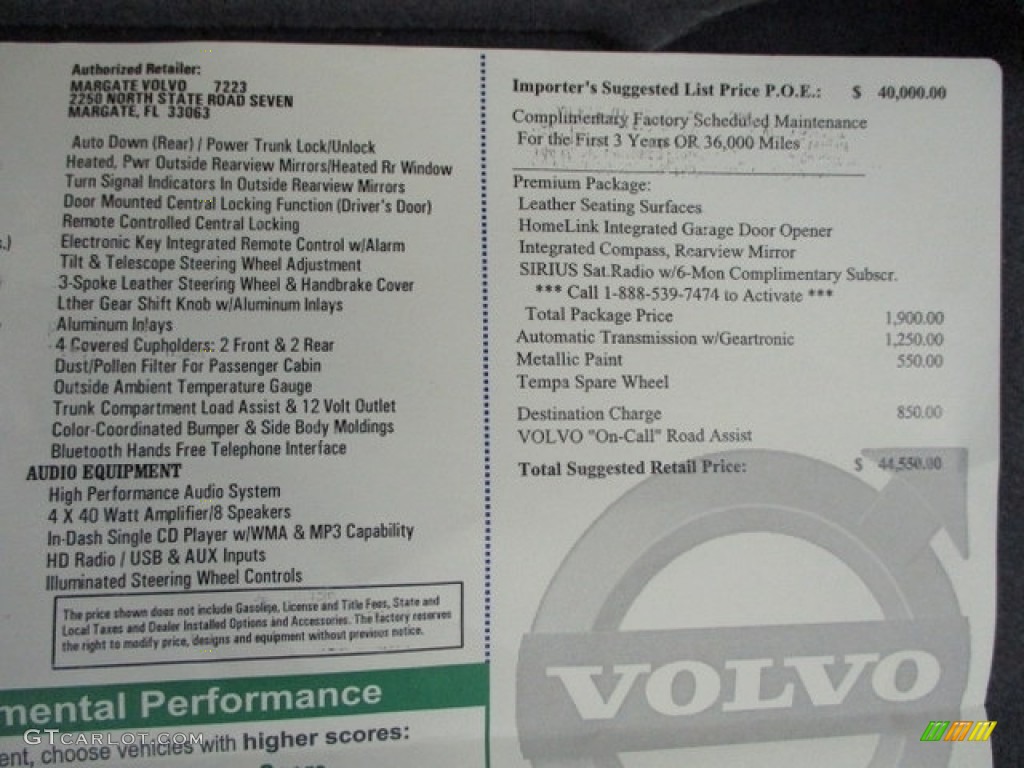 Authorized Retailer:
MARGATE VOLVO 7223
2250 NORTH STATE ROAD SEVEN
MARGATE, FL 33063
Auto Down (Rear) / Power Trunk Lock/Unlock
Heated, Pwr Outside Rearview Mirrors/Heated Rr Window
Turn Signal Indicators In Outside Rearview Mirrors
Door Mounted Central Locking Function (Driver's Door)
Remote Controlled Central Locking
Electronic Key Integrated Remote Control w/Alarm
Tilt & Telescope Steering Wheel Adjustment
3-Spoke Leather Steering Wheel & Handbrake Cover
Lther Gear Shift Knob w/Aluminum Inlays
Aluminum Inlays
4 Covered Cupholders: 2 Front & 2 Rear
Dust/Pollen Filter For Passenger Cabin
Outside Ambient Temperature Gauge
Trunk Compartment Load Assist & 12 Volt Outlet
Color-Coordinated Bumper & Side Body Moldings
Bluetooth Hands Free Telephone Interface
AUDIO EQUIPMENT
High Performance Audio System
4 X 40 Watt Amplifier/8 Speakers
In-Dash Single CD Player w/WMA & MP3 Capability
HD Radio / USB & AUX Inputs
Illuminated Steering Wheel Controls
The price shown does not include Gasoline, License and Title Fees, State and
Local Taxes and Dealer Installed Options and Accessories. The factory reserves
the right to modify price, designs and equipment without previous notice.
mental Performance
ent, choose vehicles with higher scores:
GTCARLOT.COM
Importer's Suggested List Price P.O.E.: $ 40,000.00
Complimentary Factory Scheduled Maintenance
For the First 3 Years OR 36,000 Miles
Premium Package:
Leather Seating Surfaces
HomeLink Integrated Garage Door Opener
Integrated Compass, Rearview Mirror
SIRIUS Sat.Radio w/6-Mon Complimentary Subscr.
*** Call 1-888-539-7474 to Activate ***
Total Package Price 1,900.00
Automatic Transmission w/Geartronic 1,250.00
Metallic Paint 550.00
Tempa Spare Wheel
Destination Charge 850.00
VOLVO "On-Call" Road Assist
Total Suggested Retail Price: $ 44,550.00
VOLVO